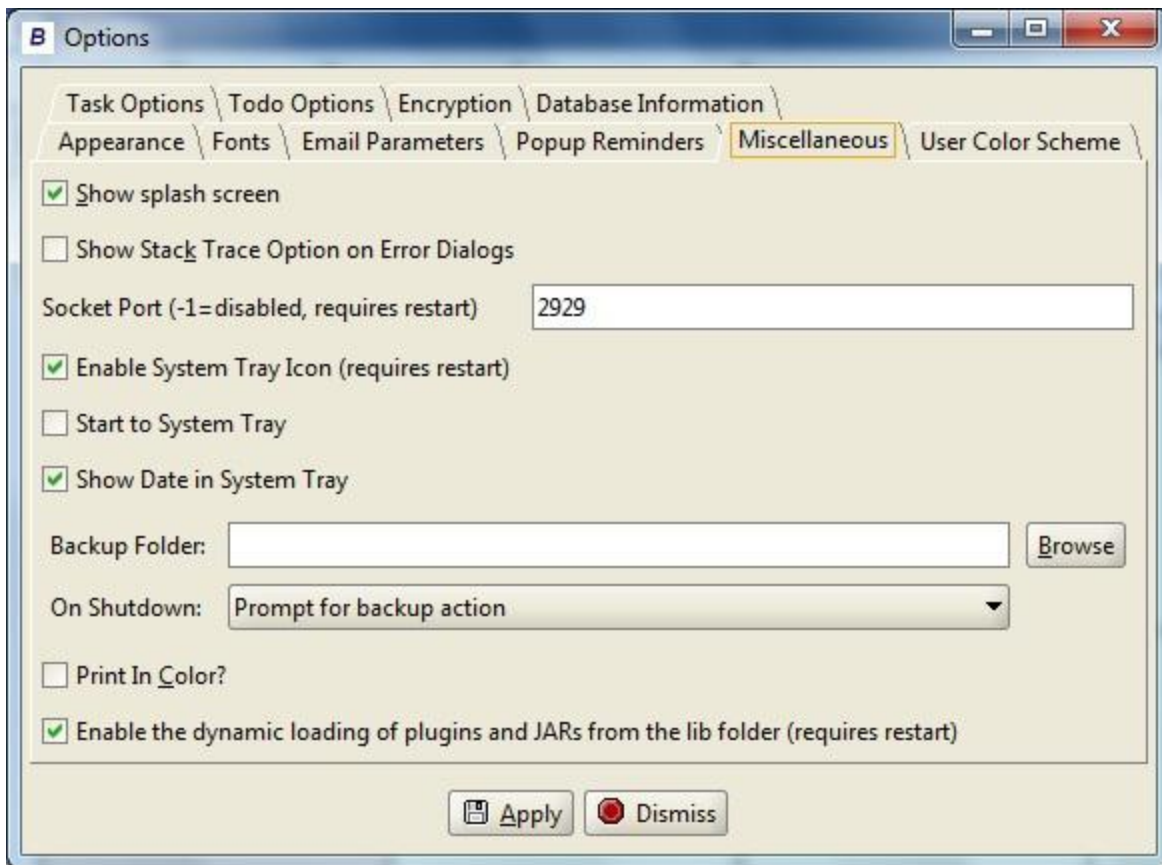 B Options
Task Options Todo Options Encryption Database Information
Appearance Fonts Email Parameters Popup Reminders Miscellaneous User Color Scheme
Show splash screen
Show Stack Trace Option on Error Dialogs
Socket Port (-1=disabled, requires restart) 2929
Enable System Tray Icon (requires restart)
Start to System Tray
Show Date in System Tray
Backup Folder: Browse
On Shutdown: Prompt for backup action
Print In Color?
Enable the dynamic loading of plugins and JARs from the lib folder (requires restart)
Apply Dismiss